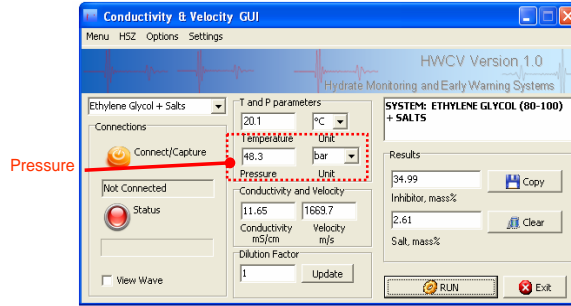 Conductivity & Velocity GUI
Menu HSZ Options Settings
HWCV Version 1.0
Hydrate Monitoring and Early Warning Systems
Ethylene Glycol + Salts
Connections
Connect/Capture
Not Connected
Status
View Wave
Pressure
T and P parameters
20.1 °C
Temperature Unit
48.3 bar
Pressure Unit
Conductivity and Velocity
11.65 1669.7
Conductivity Velocity
mS/cm m/s
Dilution Factor
1 Update
SYSTEM: ETHYLENE GLYCOL (80-100)
+ SALTS
Results
34.99 Copy
Inhibitor, mass%
2.61 Clear
Salt, mass%
RUN Exit